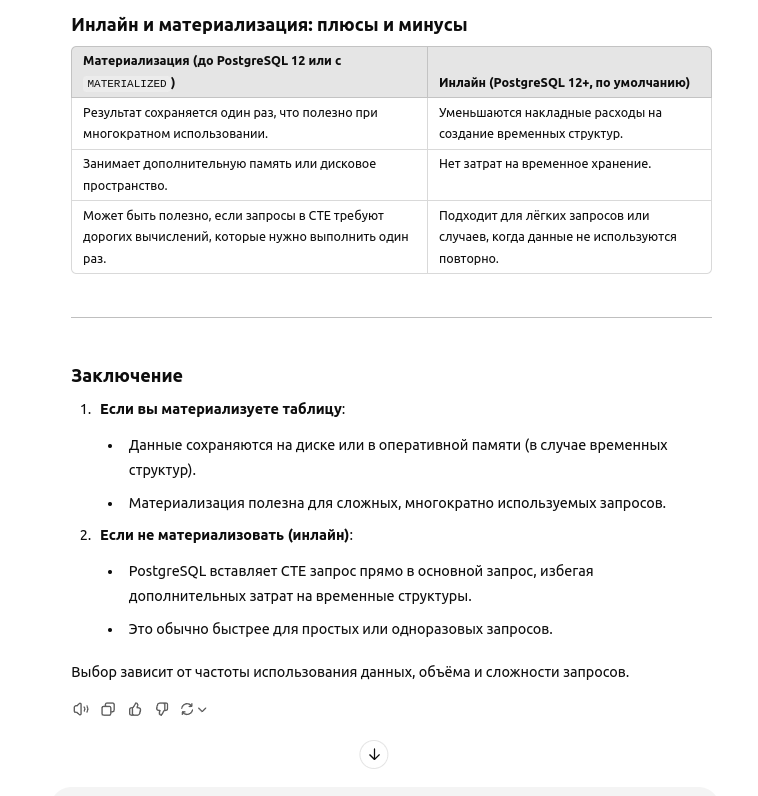 Инлайн и материализация: плюсы и минусы
Материализация (до PostgreSQL 12 или с
MATERIALIZED )
Инлайн (PostgreSQL 12+, по умолчанию)
Результат сохраняется один раз, что полезно при
многократном использовании.
Уменьшаются накладные расходы на
создание временных структур.
Занимает дополнительную память или дисковое
пространство.
Нет затрат на временное хранение.
Может быть полезно, если запросы в CTE требуют
дорогих вычислений, которые нужно выполнить один
раз.
Подходит для лёгких запросов или
случаев, когда данные не используются
повторно.
Заключение
1. Если вы материализуете таблицу:
• Данные сохраняются на диске или в оперативной памяти (в случае временных
структур).
• Материализация полезна для сложных, многократно используемых запросов.
2. Если не материализовать (инлайн):
• PostgreSQL вставляет CTE запрос прямо в основной запрос, избегая
дополнительных затрат на временные структуры.
• Это обычно быстрее для простых или одноразовых запросов.
Выбор зависит от частоты использования данных, объёма и сложности запросов.